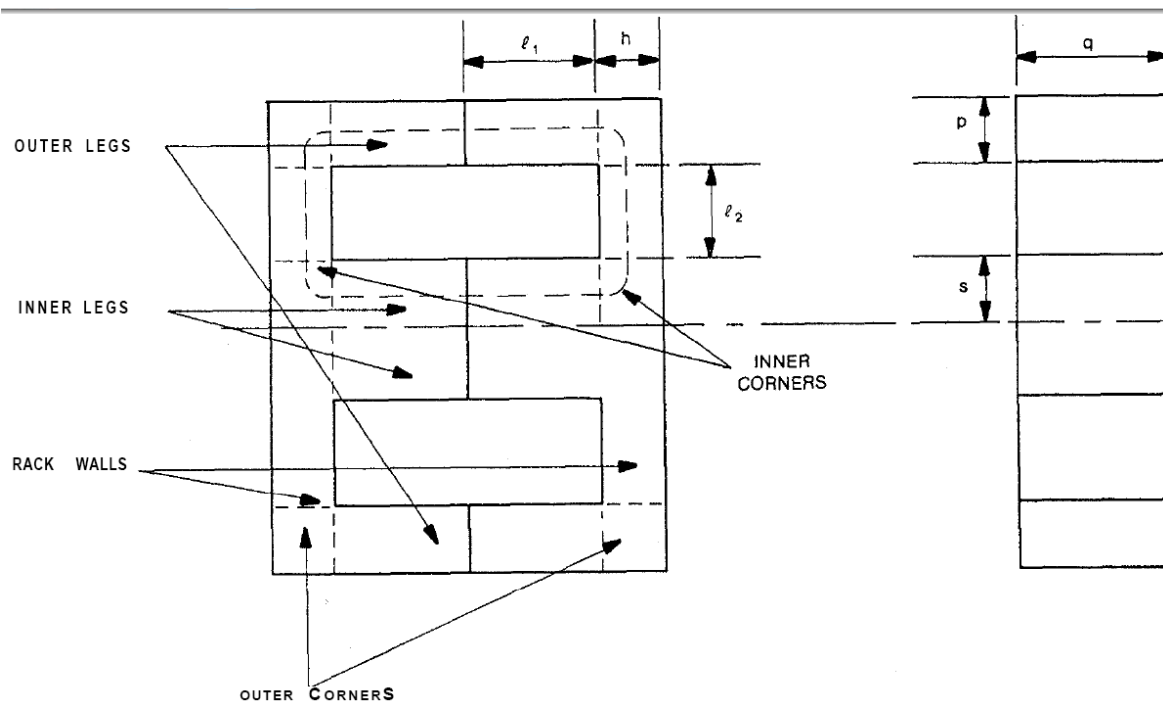 ℓ₁
h
q
p
OUTER LEGS
ℓ₂
s
INNER LEGS
INNER
CORNERS
RACK WALLS
OUTER CORNERS